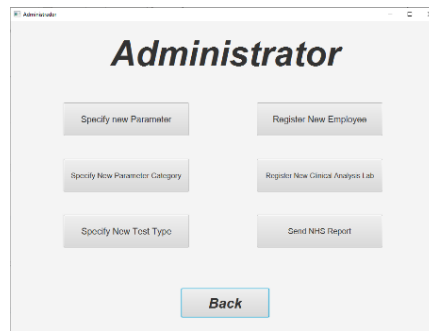 Administrator
Administrator
Specify new Parameter
Register New Employee
Specify New Parameter Category
Register New Clinical Analysis Lab
Specify New Test Type
Send NHS Report
Back